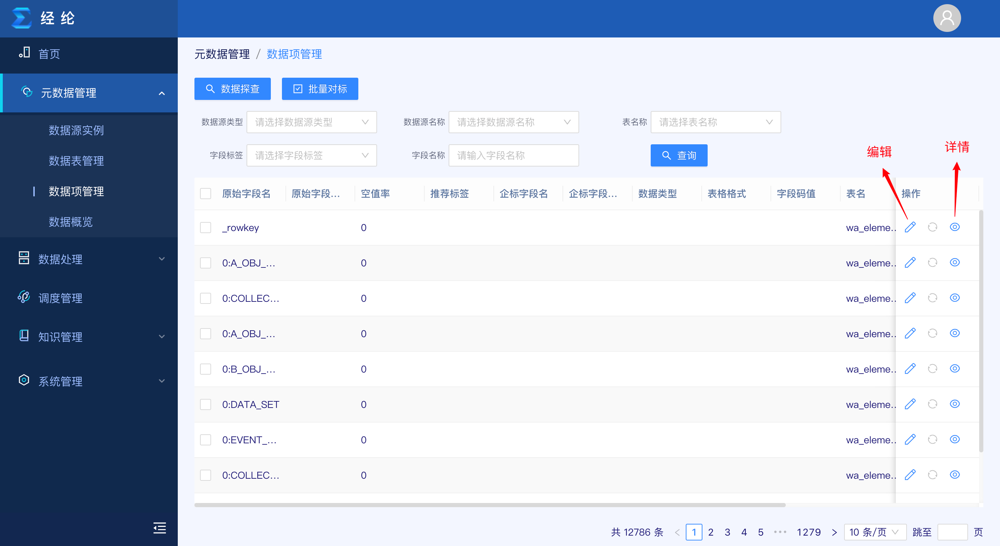 经 纶
首页
元数据管理
数据源实例
数据表管理
数据项管理
数据概览
数据处理
调度管理
知识管理
系统管理
元数据管理 / 数据项管理
数据探查 批量对标
数据源类型 请选择数据源类型 数据源名称 请选择数据源名称 表名称 请选择表名称
字段标签 请选择字段标签 字段名称 请输入字段名称 查询
编辑 详情
原始字段名 原始字段... 空值率 推荐标签 企标字段名 企标字段... 数据类型 表格格式 字段码值 表名 操作
_rowkey 0 wa_eleme..
0:A_OBJ_... 0 wa_eleme..
0:COLLEC... 0 wa_eleme..
0:A_OBJ_... 0 wa_eleme..
0:B_OBJ_... 0 wa_eleme..
0:DATA_SET 0 wa_eleme..
0:EVENT_... 0 wa_eleme..
0:COLLEC... 0 wa_eleme..
共 12786 条 < 1 2 3 4 5 ••• 1279 > 10 条/页 跳至 页